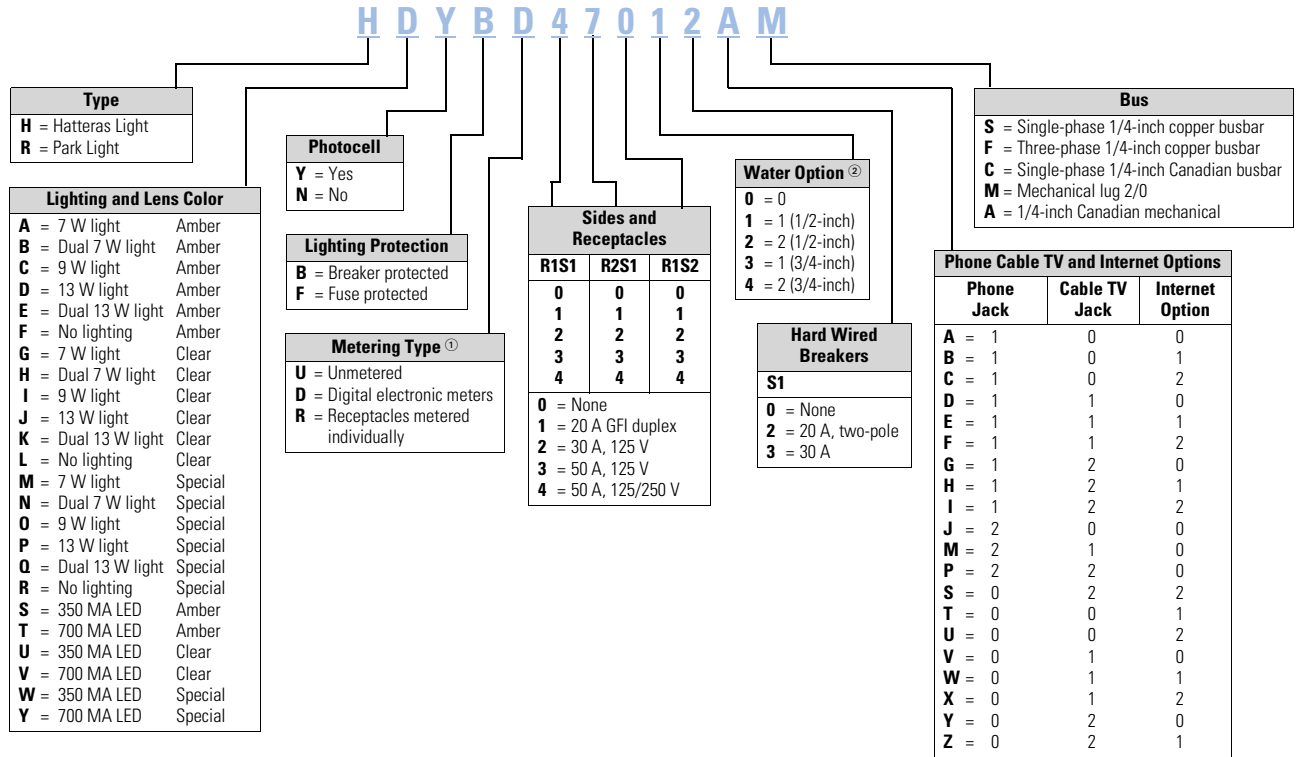 H D Y B D 4 7 0 1 2 A M
Type
H = Hatteras Light
R = Park Light
Lighting and Lens Color
A = 7 W light Amber
B = Dual 7 W light Amber
C = 9 W light Amber
D = 13 W light Amber
E = Dual 13 W light Amber
F = No lighting Amber
G = 7 W light Clear
H = Dual 7 W light Clear
I = 9 W light Clear
J = 13 W light Clear
K = Dual 13 W light Clear
L = No lighting Clear
M = 7 W light Special
N = Dual 7 W light Special
O = 9 W light Special
P = 13 W light Special
Q = Dual 13 W light Special
R = No lighting Special
S = 350 MA LED Amber
T = 700 MA LED Amber
U = 350 MA LED Clear
V = 700 MA LED Clear
W = 350 MA LED Special
Y = 700 MA LED Special
Photocell
Y = Yes
N = No
Lighting Protection
B = Breaker protected
F = Fuse protected
Metering Type ①
U = Unmetered
D = Digital electronic meters
R = Receptacles metered
individually
Sides and
Receptacles
R1S1 R2S1 R1S2
0 0 0
1 1 1
2 2 2
3 3 3
4 4 4
0 = None
1 = 20 A GFI duplex
2 = 30 A, 125 V
3 = 50 A, 125 V
4 = 50 A, 125/250 V
Water Option ②
0 = 0
1 = 1 (1/2-inch)
2 = 2 (1/2-inch)
3 = 1 (3/4-inch)
4 = 2 (3/4-inch)
Hard Wired
Breakers
S1
0 = None
2 = 20 A, two-pole
3 = 30 A
Bus
S = Single-phase 1/4-inch copper busbar
F = Three-phase 1/4-inch copper busbar
C = Single-phase 1/4-inch Canadian busbar
M = Mechanical lug 2/0
A = 1/4-inch Canadian mechanical
Phone Cable TV and Internet Options
Phone Cable TV Internet
Jack Jack Option
A = 1 0 0
B = 1 0 1
C = 1 0 2
D = 1 1 0
E = 1 1 1
F = 1 1 2
G = 1 2 0
H = 1 2 1
I = 1 2 2
J = 2 0 0
M = 2 1 0
P = 2 2 0
S = 0 2 2
T = 0 0 1
U = 0 0 2
V = 0 1 0
W = 0 1 1
X = 0 1 2
Y = 0 2 0
Z = 0 2 1